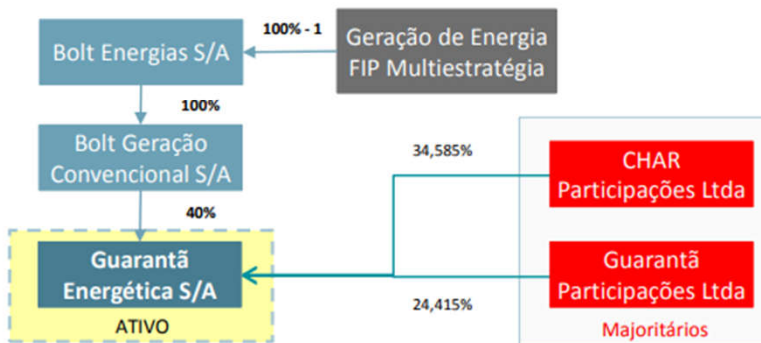 Bolt Energias S/A
100% - 1
Geração de Energia
FIP Multiestratégia
100%
Bolt Geração
Convencional S/A
34,585%
CHAR
Participações Ltda
40%
Guarantã
Energética S/A
ATIVO
Guarantã
Participações Ltda
24,415%
Majoritários